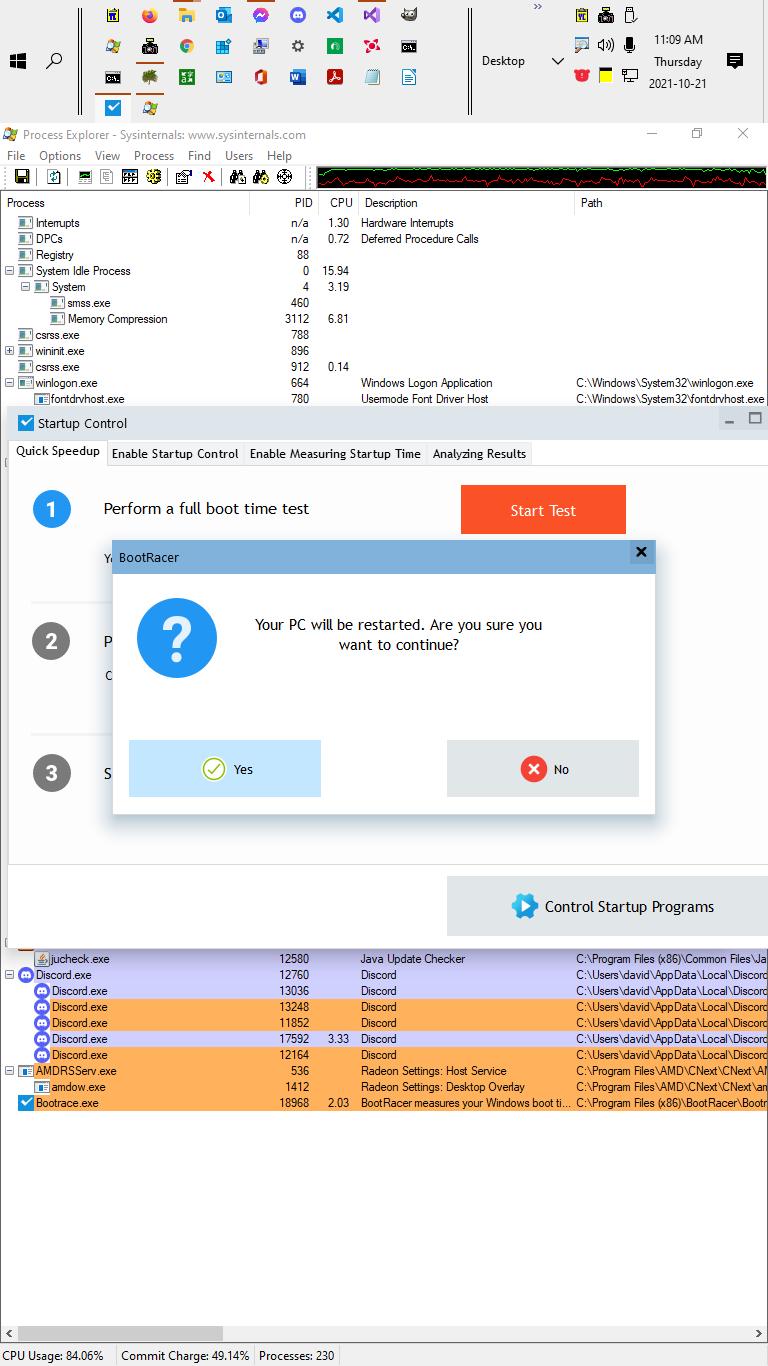 Desktop
11:09 AM
Thursday
2021-10-21
Process Explorer - Sysinternals: www.sysinternals.com
File Options View Process Find Users Help
Process PID CPU Description Path
Interrupts n/a 1.30 Hardware Interrupts
DPCs n/a 0.72 Deferred Procedure Calls
Registry 88
System Idle Process 0 15.94
System 4 3.19
smss.exe 460
Memory Compression 3112 6.81
csrss.exe 788
wininit.exe 896
csrss.exe 912 0.14
winlogon.exe 664 Windows Logon Application C:\Windows\System32\winlogon.exe
fontdrvhost.exe 780 Usermode Font Driver Host C:\Windows\System32\fontdrvhost.exe
Startup Control
Quick Speedup Enable Startup Control Enable Measuring Startup Time Analyzing Results
1 Perform a full boot time test Start Test
BootRacer
Your PC will be restarted. Are you sure you
want to continue?
2 P
C
Yes No
3 S
Control Startup Programs
jucheck.exe 12580 Java Update Checker C:\Program Files (x86)\Common Files\Ja
Discord.exe 12760 Discord C:\Users\david\AppData\Local\Discord
Discord.exe 13036 Discord C:\Users\david\AppData\Local\Discord
Discord.exe 13248 Discord C:\Users\david\AppData\Local\Discord
Discord.exe 11852 Discord C:\Users\david\AppData\Local\Discord
Discord.exe 17592 3.33 Discord C:\Users\david\AppData\Local\Discord
Discord.exe 12164 Discord C:\Users\david\AppData\Local\Discord
AMDRSServ.exe 536 Radeon Settings: Host Service C:\Program Files\AMD\CNext\CNext\AM
amdow.exe 1412 Radeon Settings: Desktop Overlay C:\Program Files\AMD\CNext\CNext\am
Bootrace.exe 18968 2.03 BootRacer measures your Windows boot ti... C:\Program Files (x86)\BootRacer\Bootr
CPU Usage: 84.06% Commit Charge: 49.14% Processes: 230